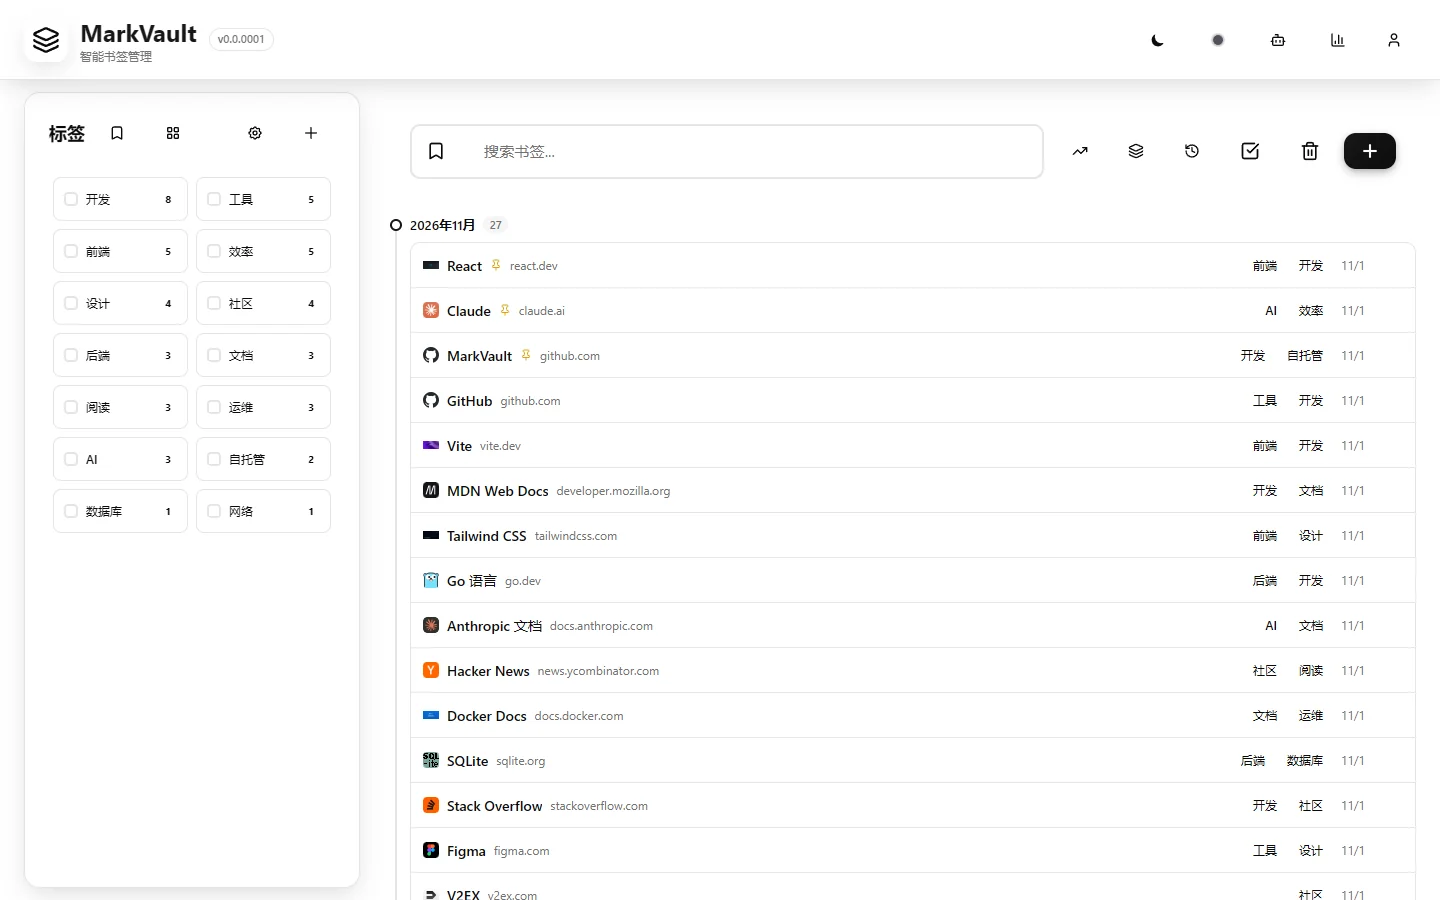 MarkVault v0.0.0001
智能书签管理
标签
开发 8
工具 5
前端 5
效率 5
设计 4
社区 4
后端 3
文档 3
阅读 3
运维 3
AI 3
自托管 2
数据库 1
网络 1
搜索书签...
2026年11月 27
React react.dev 前端 开发 11/1
Claude claude.ai AI 效率 11/1
MarkVault github.com 开发 自托管 11/1
GitHub github.com 工具 开发 11/1
Vite vite.dev 前端 开发 11/1
MDN Web Docs developer.mozilla.org 开发 文档 11/1
Tailwind CSS tailwindcss.com 前端 设计 11/1
Go 语言 go.dev 后端 开发 11/1
Anthropic 文档 docs.anthropic.com AI 文档 11/1
Hacker News news.ycombinator.com 社区 阅读 11/1
Docker Docs docs.docker.com 文档 运维 11/1
SQLite sqlite.org 后端 数据库 11/1
Stack Overflow stackoverflow.com 开发 社区 11/1
Figma figma.com 工具 设计 11/1
V2EX v2ex.com 社区 11/1